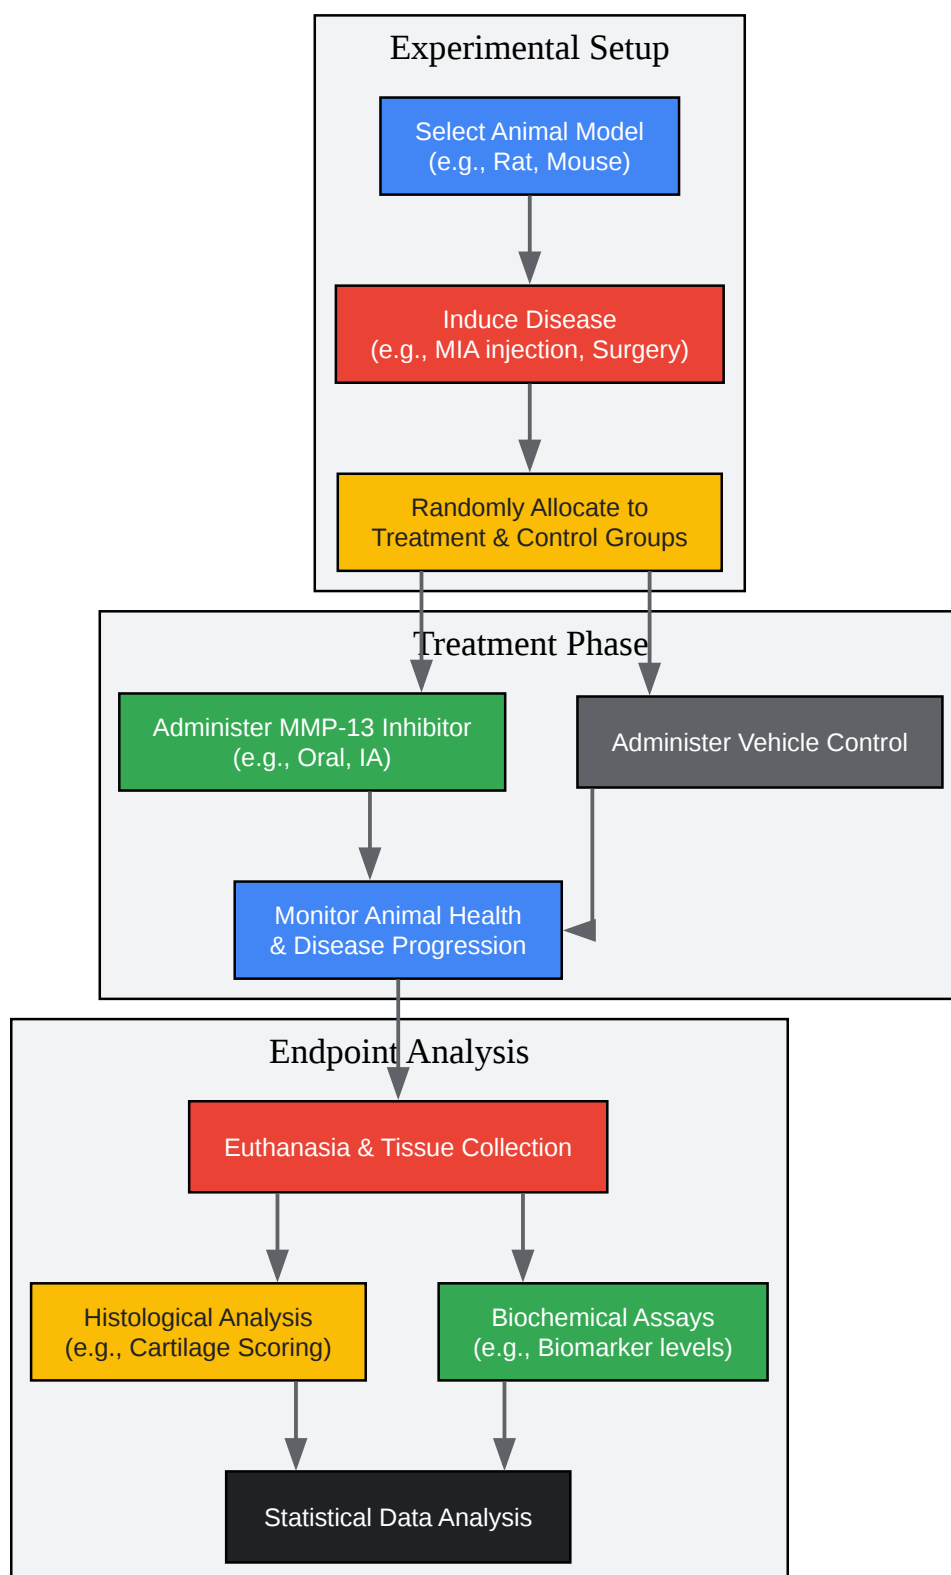 Experimental Setup
Select Animal Model
(e.g., Rat, Mouse)
Induce Disease
(e.g., MIA injection, Surgery)
Randomly Allocate to
Treatment & Control Groups
Treatment Phase
Administer MMP-13 Inhibitor
(e.g., Oral, IA)
Administer Vehicle Control
Monitor Animal Health
& Disease Progression
Endpoint Analysis
Euthanasia & Tissue Collection
Histological Analysis
(e.g., Cartilage Scoring)
Biochemical Assays
(e.g., Biomarker levels)
Statistical Data Analysis